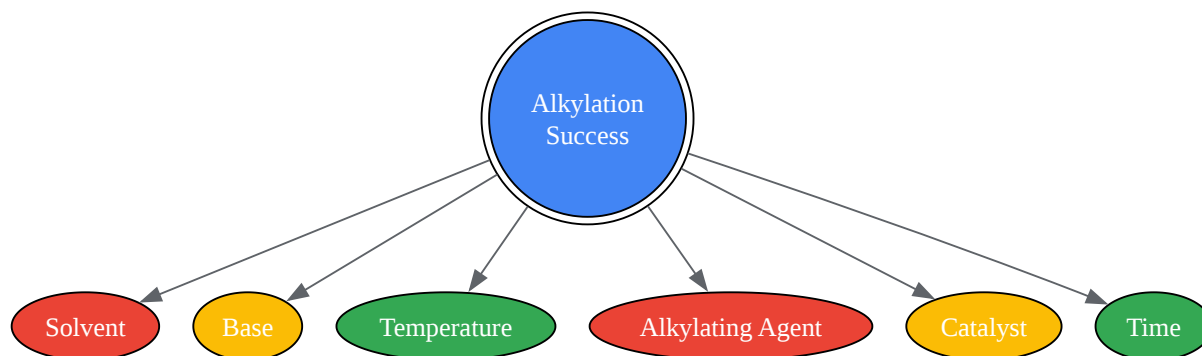 Alkylation
Success
Solvent
Base
Temperature
Alkylating Agent
Catalyst
Time